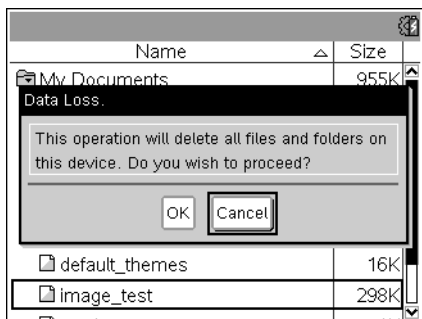 Name Size
My Documents 955K
Data Loss.
This operation will delete all files and folders on
this device. Do you wish to proceed?
OK Cancel
default_themes 16K
image_test 298K